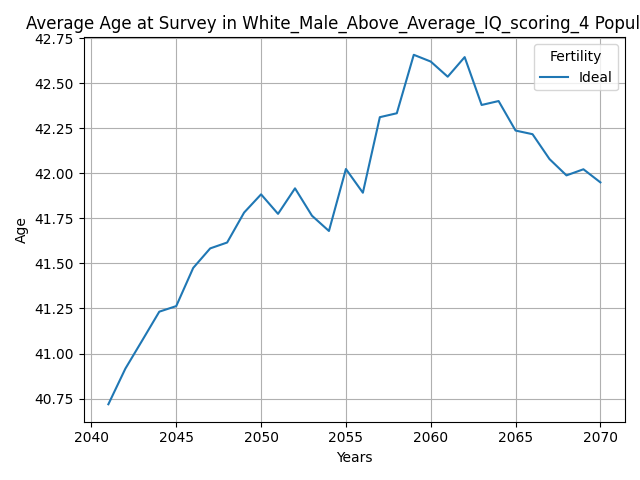 Average Age at Survey in White_Male_Above_Average_IQ_scoring_4 Popul
42.75
42.50
42.25
42.00
41.75
41.50
41.25
41.00
40.75
Age
Fertility
Ideal
2040 2045 2050 2055 2060 2065 2070
Years